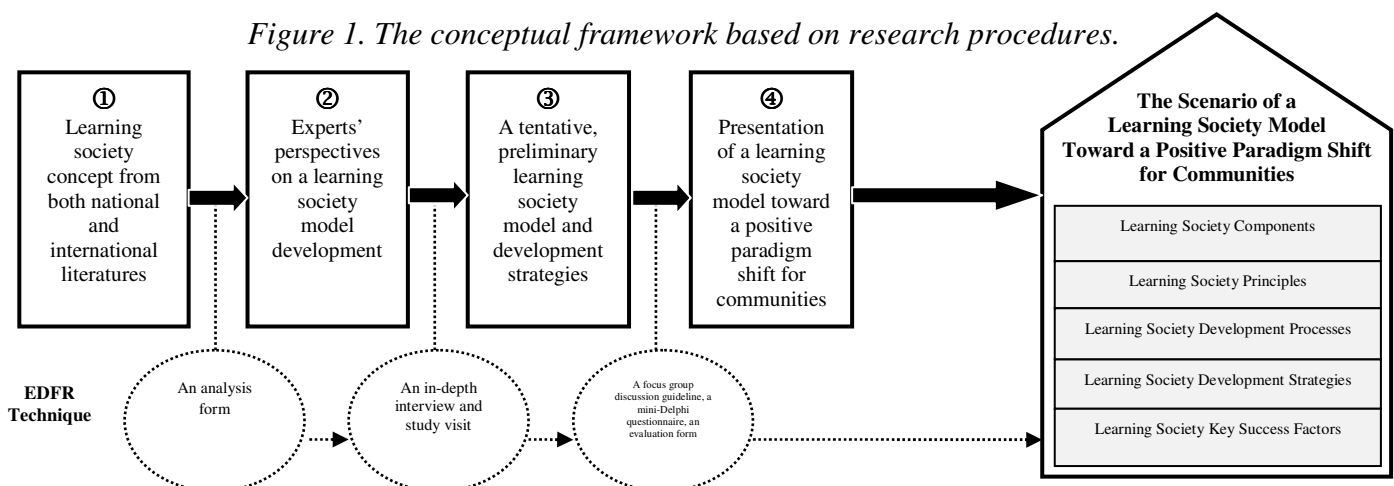 Figure 1. The conceptual framework based on research procedures.
①
Learning
society
concept from
both national
and
international
literatures
②
Experts’
perspectives
on a learning
society
model
development
③
A tentative,
preliminary
learning
society
model and
development
strategies
④
Presentation
of a learning
society
model toward
a positive
paradigm
shift for
communities
The Scenario of a
Learning Society Model
Toward a Positive Paradigm Shift
for Communities
Learning Society Components
Learning Society Principles
Learning Society Development Processes
Learning Society Development Strategies
Learning Society Key Success Factors
EDFR
Technique
An analysis
form
An in-depth
interview and
study visit
A focus group
discussion guideline, a
mini-Delphi
questionnaire, an
evaluation form